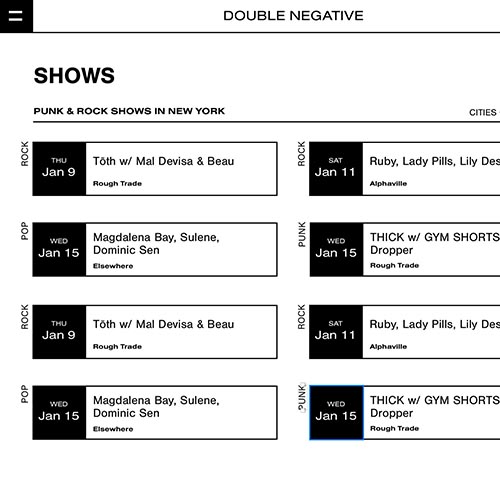 DOUBLE NEGATIVE
SHOWS
PUNK & ROCK SHOWS IN NEW YORK
CITIES
ROCK
THU
Jan 9
Tōth w/ Mal Devisa & Beau
Rough Trade
ROCK
SAT
Jan 11
Ruby, Lady Pills, Lily Des
Alphaville
POP
WED
Jan 15
Magdalena Bay, Sulene,
Dominic Sen
Elsewhere
PUNK
WED
Jan 15
THICK w/ GYM SHORTS
Dropper
Rough Trade
ROCK
THU
Jan 9
Tōth w/ Mal Devisa & Beau
Rough Trade
ROCK
SAT
Jan 11
Ruby, Lady Pills, Lily Des
Alphaville
POP
WED
Jan 15
Magdalena Bay, Sulene,
Dominic Sen
Elsewhere
PUNK
WED
Jan 15
THICK w/ GYM SHORTS
Dropper
Rough Trade